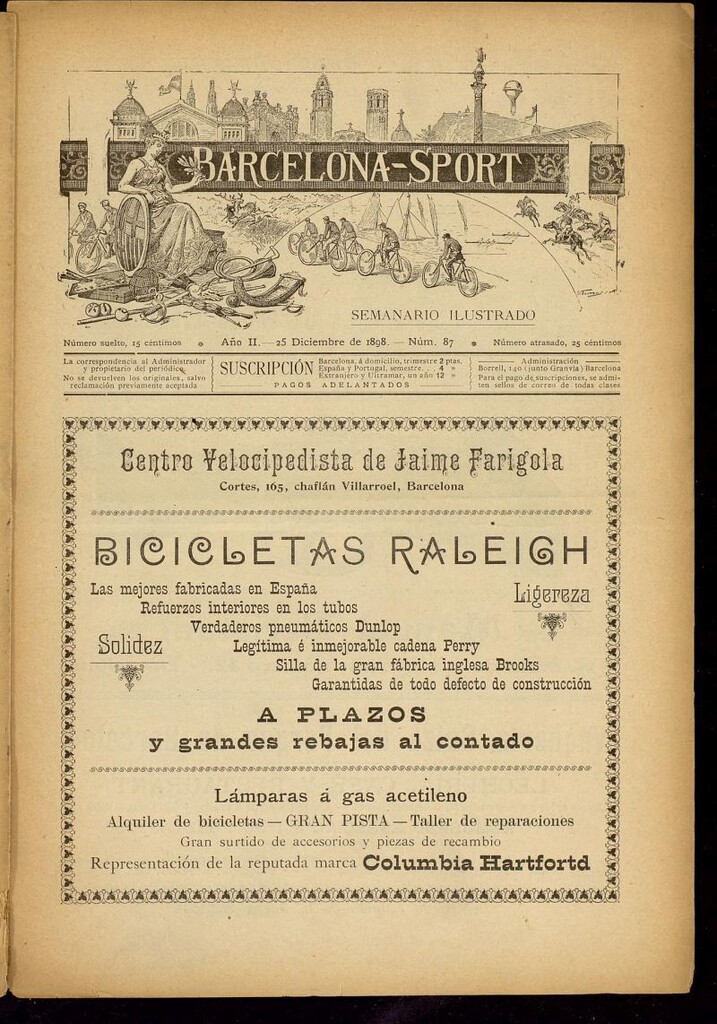 BARCELONA-SPORT
SEMANARIO ILUSTRADO
Número suelto, 15 céntimos
Año II.—25 Diciembre de 1898.—Núm. 87
Número atrasado, 25 céntimos
La correspondencia al Administrador
y propietario del periódico
No se devuelven los originales, salvo
reclamación previamente aceptada
SUSCRIPCIÓN
Barcelona, á domicilio, trimestre 2 ptas.
España y Portugal, semestre. . . 4 »
Extranjero y Ultramar, un año 12 »
PAGOS ADELANTADOS
Administración
Borrell, 140 (junto Granvía) Barcelona
Para el pago de suscripciones, se admi-
ten sellos de correo de todas clases
Centro Velocipedista de Jaime Farigola
Cortes, 165, chaflán Villarroel, Barcelona
BICICLETAS RALEIGH
Las mejores fabricadas en España
Refuerzos interiores en los tubos
Ligereza
Verdaderos pneumáticos Dunlop
Solidez
Legítima é inmejorable cadena Perry
Silla de la gran fábrica inglesa Brooks
Garantidas de todo defecto de construcción
A PLAZOS
y grandes rebajas al contado
Lámparas á gas acetileno
Alquiler de bicicletas—GRAN PISTA—Taller de reparaciones
Gran surtido de accesorios y piezas de recambio
Representación de la reputada marca Columbia Hartfortd